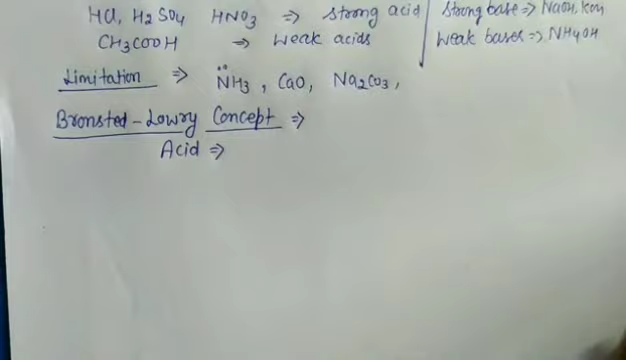 HCl, H2SO4 HNO3 ⇒ strong acid | Strong base ⇒ NaOH, KOH
CH3COOH ⇒ weak acids | weak bases ⇒ NH4OH
Limitation ⇒ N̈H3, CaO, Na2CO3,
Bronsted-Lowry Concept ⇒
Acid ⇒